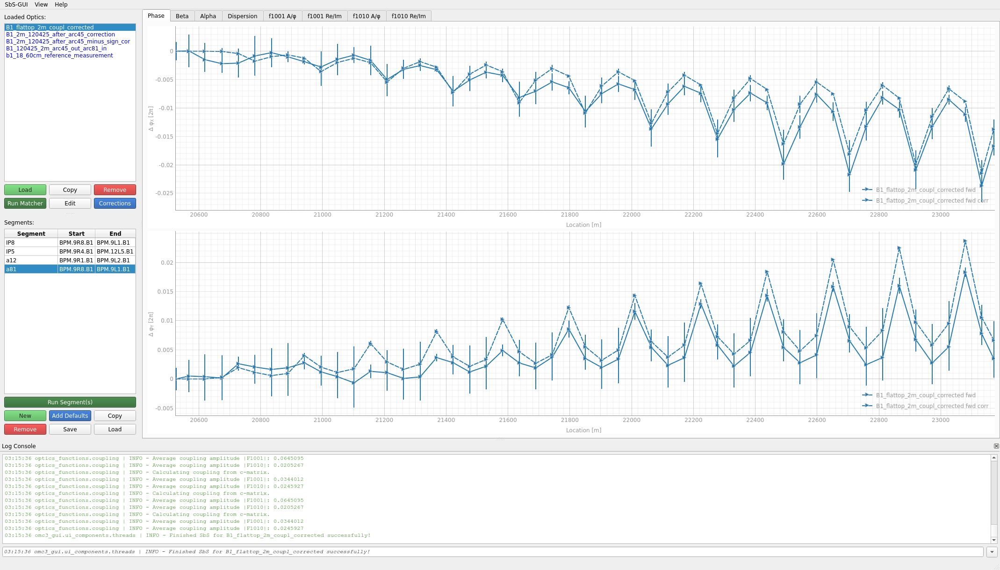 SbS-GUI View Help
Loaded Optics:
B1_flattop_2m_coupl_corrected
B1_2m_120425_after_arc45_correction
B1_2m_120425_after_arc45_minus_sign_cor
B1_120425_2m_arc45_out_arc81_in
b1_18_60cm_reference_measurement
Load Copy Remove
Run Matcher Edit Corrections
Segments:
Segment Start End
IP8 BPM.9R8.B1 BPM.9L1.B1
IP5 BPM.9R4.B1 BPM.12L5.B1
a12 BPM.9R1.B1 BPM.9L2.B1
a81 BPM.9R8.B1 BPM.9L1.B1
Run Segment(s)
New Add Defaults Copy
Remove Save Load
Phase Beta Alpha Dispersion f1001 A/φ f1001 Re/Im f1010 A/φ f1010 Re/Im
0
-0.005
-0.01
-0.015
-0.02
-0.025
Δ φX [2π]
B1_flattop_2m_coupl_corrected fwd
B1_flattop_2m_coupl_corrected fwd corr
20600 20800 21000 21200 21400 21600 21800 22000 22200 22400 22600 22800 23000
Location [m]
0.02
0.015
0.01
0.005
0
-0.005
Δ φY [2π]
B1_flattop_2m_coupl_corrected fwd
B1_flattop_2m_coupl_corrected fwd corr
20600 20800 21000 21200 21400 21600 21800 22000 22200 22400 22600 22800 23000
Location [m]
Log Console
03:15:36 optics_functions.coupling | INFO - Average coupling amplitude |F1001|: 0.0645095
03:15:36 optics_functions.coupling | INFO - Average coupling amplitude |F1010|: 0.0205267
03:15:36 optics_functions.coupling | INFO - Calculating coupling from c-matrix.
03:15:36 optics_functions.coupling | INFO - Average coupling amplitude |F1001|: 0.0344012
03:15:36 optics_functions.coupling | INFO - Average coupling amplitude |F1010|: 0.0245927
03:15:36 optics_functions.coupling | INFO - Calculating coupling from c-matrix.
03:15:36 optics_functions.coupling | INFO - Average coupling amplitude |F1001|: 0.0645095
03:15:36 optics_functions.coupling | INFO - Average coupling amplitude |F1010|: 0.0205267
03:15:36 optics_functions.coupling | INFO - Calculating coupling from c-matrix.
03:15:36 optics_functions.coupling | INFO - Average coupling amplitude |F1001|: 0.0344012
03:15:36 optics_functions.coupling | INFO - Average coupling amplitude |F1010|: 0.0245927
03:15:36 omc3_gui.ui_components.threads | INFO - Finished SbS for B1_flattop_2m_coupl_corrected successfully!
03:15:36 omc3_gui.ui_components.threads | INFO - Finished SbS for B1_flattop_2m_coupl_corrected successfully!